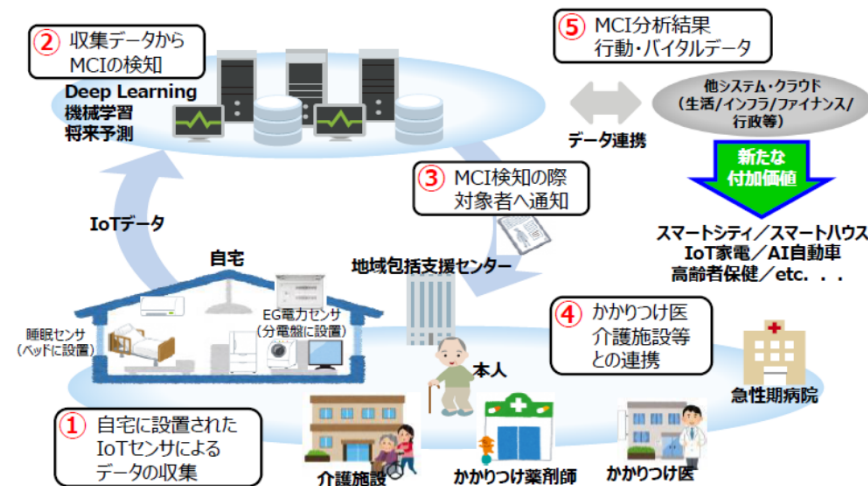 ② 収集データから
MCIの検知
Deep Learning
機械学習
将来予測
⑤ MCI分析結果
行動・バイタルデータ
他システム・クラウド
（生活/インフラ/ファイナンス/
行政等）
データ連携
新たな
付加価値
③ MCI検知の際
対象者へ通知
スマートシティ／スマートハウス
IoT家電／AI自動車
高齢者保健／etc．．．
IoTデータ
自宅
地域包括支援センター
睡眠センサ
（ベッドに設置）
EG電力センサ
（分電盤に設置）
④ かかりつけ医
介護施設等
との連携
本人
急性期病院
① 自宅に設置された
IoTセンサによる
データの収集
介護施設
かかりつけ薬剤師
かかりつけ医